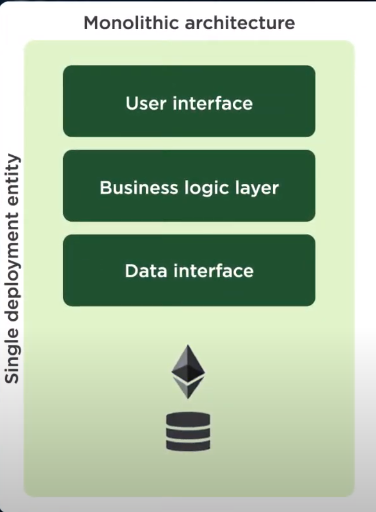 Monolithic architecture
Single deployment entity
User interface
Business logic layer
Data interface